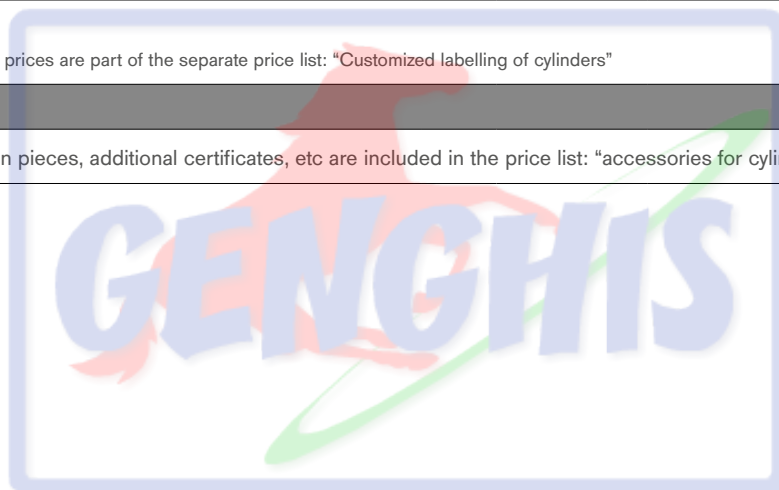 prices are part of the separate price list: “Customized labelling of cylinders”
n pieces, additional certificates, etc are included in the price list: “accessories for cyli
GENGHIS